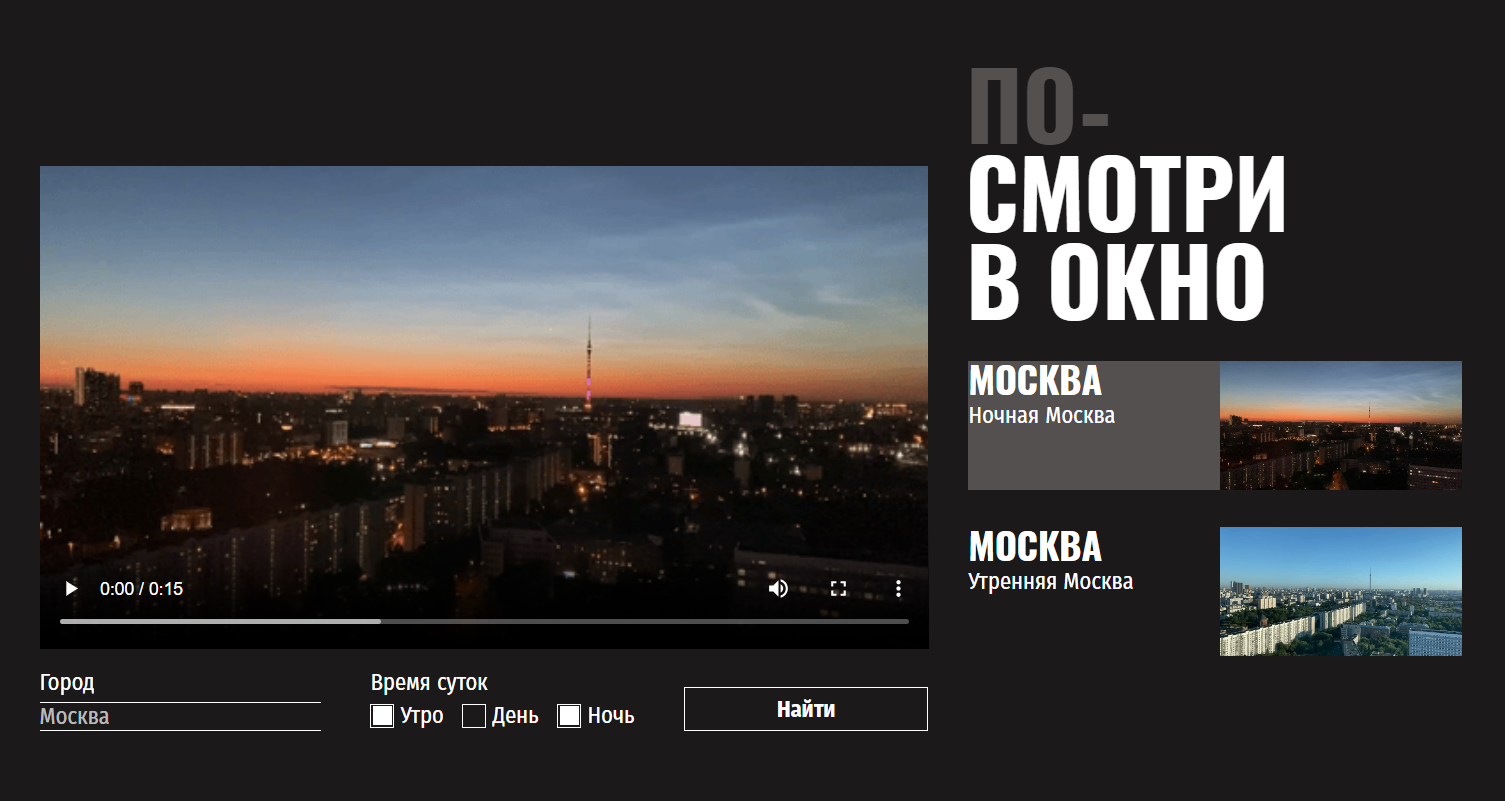 ПО-
СМОТРИ
В ОКНО
0:00 / 0:15
МОСКВА
Ночная Москва
МОСКВА
Утренняя Москва
Город
Москва
Время суток
Утро День Ночь
Найти